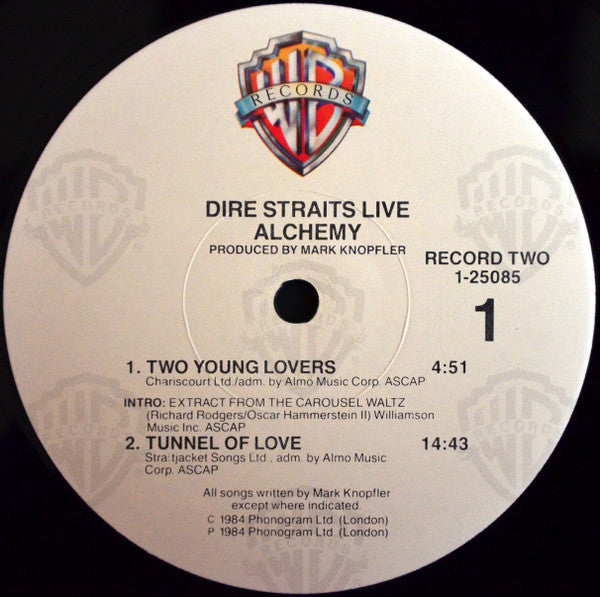 RECORDS
DIRE STRAITS LIVE
ALCHEMY
PRODUCED BY MARK KNOPFLER
RECORD TWO
1-25085
1
1. TWO YOUNG LOVERS 4:51
Chariscourt Ltd./adm. by Almo Music Corp. ASCAP
INTRO: EXTRACT FROM THE CAROUSEL WALTZ
(Richard Rodgers/Oscar Hammerstein II) Williamson
Music Inc. ASCAP
2. TUNNEL OF LOVE 14:43
Straitjacket Songs Ltd., adm. by Almo Music
Corp. ASCAP
All songs written by Mark Knopfler
except where indicated.
C 1984 Phonogram Ltd. (London)
P 1984 Phonogram Ltd. (London)